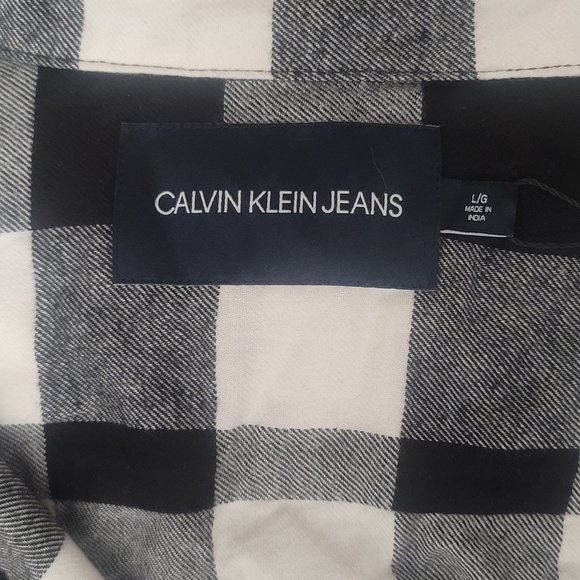 CALVIN KLEIN JEANS
L/G
MADE IN
INDIA